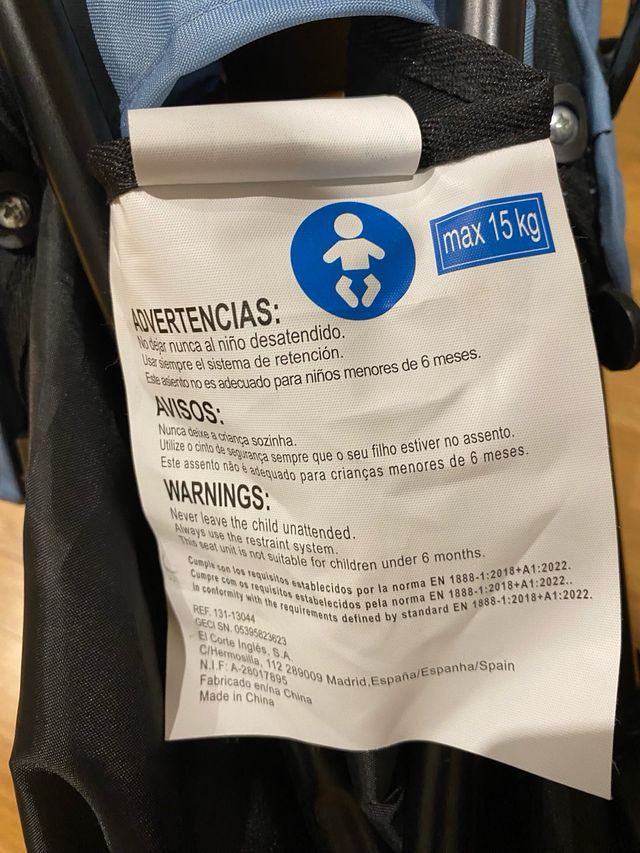 max 15 kg
ADVERTENCIAS:
No dejar nunca al niño desatendido.
Usar siempre el sistema de retención.
Este asiento no es adecuado para niños menores de 6 meses.
AVISOS:
Nunca deixe a criança sozinha.
Utilize o cinto de segurança sempre que o seu filho estiver no assento.
Este assento não é adequado para crianças menores de 6 meses.
WARNINGS:
Never leave the child unattended.
Always use the restraint system.
This seat unit is not suitable for children under 6 months.
Cumple con los requisitos establecidos por la norma EN 1888-1:2018+A1:2022.
Cumpre com os requisitos estabelecidos pela norma EN 1888-1:2018+A1:2022..
In conformity with the requirements defined by standard EN 1888-1:2018+A1:2022.
REF. 131-13044
GECI SN. 05395823623
El Corte Inglés, S.A.
C/Hermosilla, 112 289009 Madrid,España/Espanha/Spain
N.I.F: A-28017895
Fabricado en/na China
Made in China